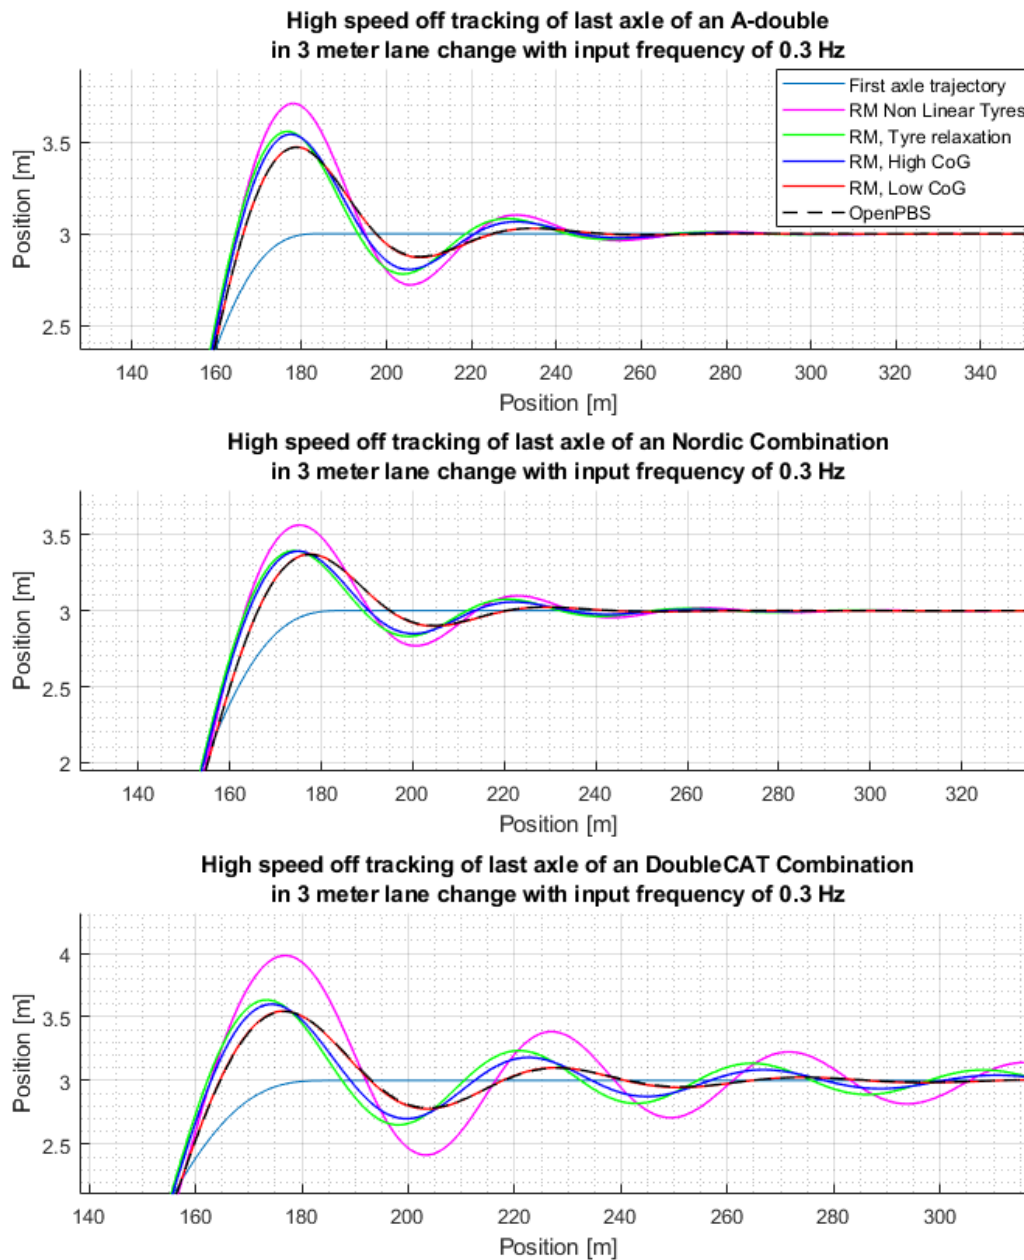 High speed off tracking of last axle of an A-double
in 3 meter lane change with input frequency of 0.3 Hz
First axle trajectory
RM Non Linear Tyres
RM, Tyre relaxation
RM, High CoG
RM, Low CoG
OpenPBS
Position [m]
3.5
3
2.5
140 160 180 200 220 240 260 280 300 320 340
Position [m]
High speed off tracking of last axle of an Nordic Combination
in 3 meter lane change with input frequency of 0.3 Hz
Position [m]
3.5
3
2.5
2
140 160 180 200 220 240 260 280 300 320
Position [m]
High speed off tracking of last axle of an DoubleCAT Combination
in 3 meter lane change with input frequency of 0.3 Hz
Position [m]
4
3.5
3
2.5
140 160 180 200 220 240 260 280 300
Position [m]